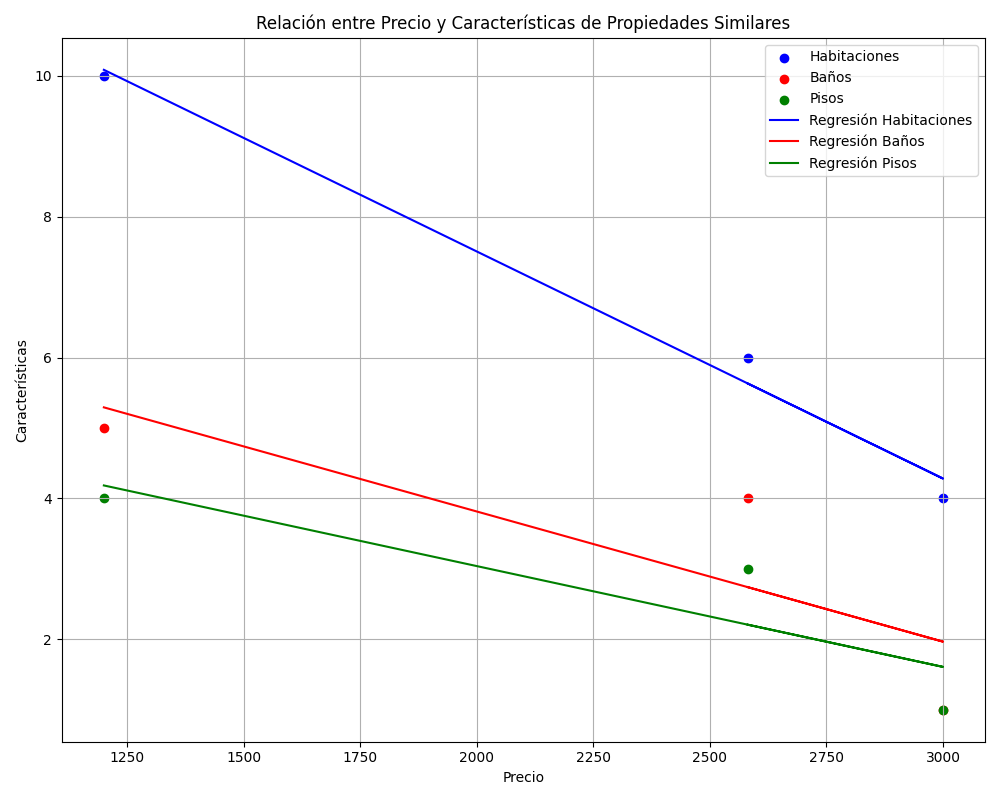 Relación entre Precio y Características de Propiedades Similares
Habitaciones
Baños
Pisos
Regresión Habitaciones
Regresión Baños
Regresión Pisos
Características
10
8
6
4
2
1250 1500 1750 2000 2250 2500 2750 3000
Precio